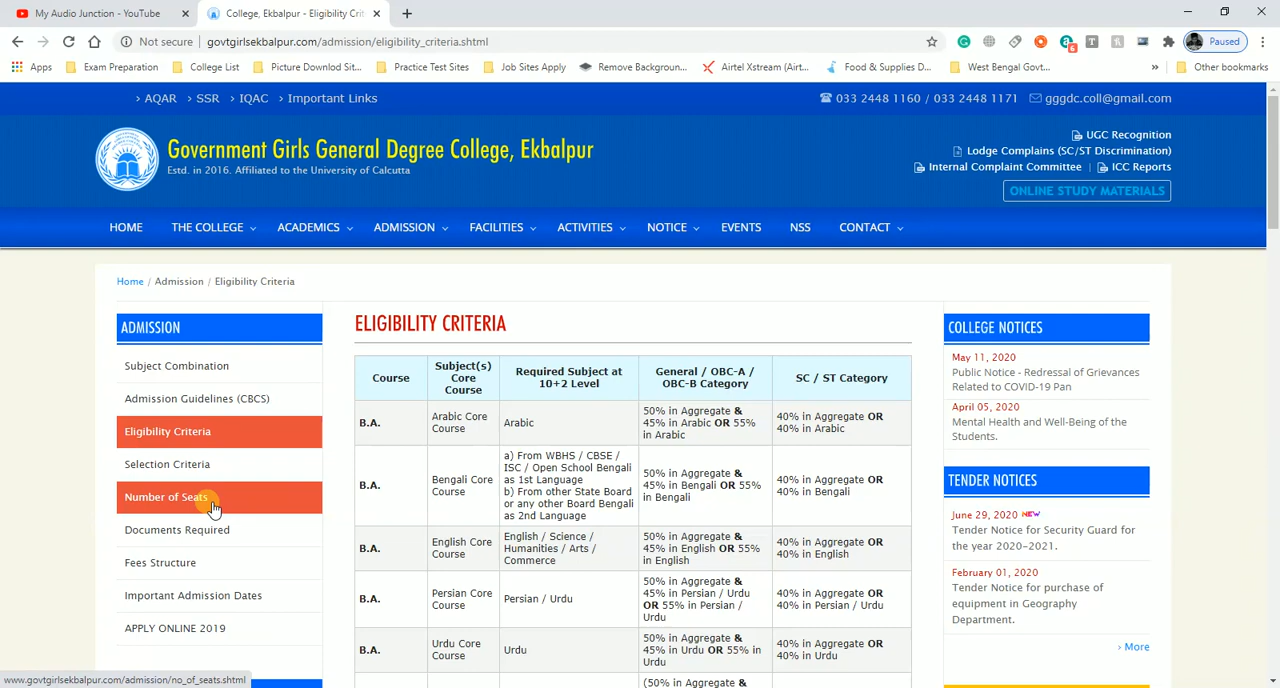 My Audio Junction - YouTube
College, Ekbalpur - Eligibility Crit
Not secure | govtgirlsekbalpur.com/admission/eligibility_criteria.shtml
6
Paused
Apps
Exam Preparation
College List
Picture Downlod Sit...
Practice Test Sites
Job Sites Apply
Remove Backgroun...
Airtel Xstream (Airt...
Food & Supplies D...
West Bengal Govt...
»
Other bookmarks
› AQAR › SSR › IQAC › Important Links
033 2448 1160 / 033 2448 1171
gggdc.coll@gmail.com
Government Girls General Degree College, Ekbalpur
Estd. in 2016. Affiliated to the University of Calcutta
UGC Recognition
Lodge Complains (SC/ST Discrimination)
Internal Complaint Committee | ICC Reports
ONLINE STUDY MATERIALS
HOME THE COLLEGE ACADEMICS ADMISSION FACILITIES ACTIVITIES NOTICE EVENTS NSS CONTACT
Home / Admission / Eligibility Criteria
ADMISSION
Subject Combination
Admission Guidelines (CBCS)
Eligibility Criteria
Selection Criteria
Number of Seats
Documents Required
Fees Structure
Important Admission Dates
APPLY ONLINE 2019
ELIGIBILITY CRITERIA
Course
Subject(s)
Core
Course
Required Subject at
10+2 Level
General / OBC-A /
OBC-B Category
SC / ST Category
B.A.
Arabic Core
Course
Arabic
50% in Aggregate &
45% in Arabic OR 55%
in Arabic
40% in Aggregate OR
40% in Arabic
B.A.
Bengali Core
Course
a) From WBHS / CBSE /
ISC / Open School Bengali
as 1st Language
b) From other State Board
or any other Board Bengali
as 2nd Language
50% in Aggregate &
45% in Bengali OR 55%
in Bengali
40% in Aggregate OR
40% in Bengali
B.A.
English Core
Course
English / Science /
Humanities / Arts /
Commerce
50% in Aggregate &
45% in English OR 55%
in English
40% in Aggregate OR
40% in English
B.A.
Persian Core
Course
Persian / Urdu
50% in Aggregate &
45% in Persian / Urdu
OR 55% in Persian /
Urdu
40% in Aggregate OR
40% in Persian / Urdu
B.A.
Urdu Core
Course
Urdu
50% in Aggregate &
45% in Urdu OR 55% in
Urdu
40% in Aggregate OR
40% in Urdu
(50% in Aggregate &
COLLEGE NOTICES
May 11, 2020
Public Notice - Redressal of Grievances
Related to COVID-19 Pan
April 05, 2020
Mental Health and Well-Being of the
Students.
TENDER NOTICES
June 29, 2020 NEW
Tender Notice for Security Guard for
the year 2020-2021.
February 01, 2020
Tender Notice for purchase of
equipment in Geography
Department.
› More
www.govtgirlsekbalpur.com/admission/no_of_seats.shtml